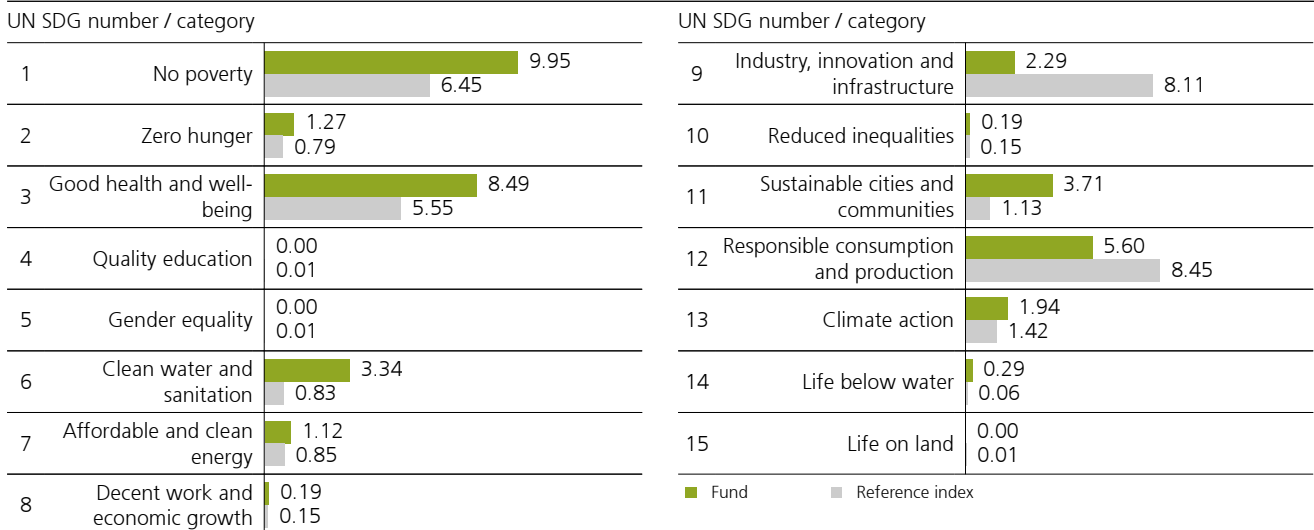 UN SDG number / category
1 No poverty 9.95
6.45
2 Zero hunger 1.27
0.79
3 Good health and well-
being 8.49
5.55
4 Quality education 0.00
0.01
5 Gender equality 0.00
0.01
6 Clean water and
sanitation 3.34
0.83
7 Affordable and clean
energy 1.12
0.85
8 Decent work and
economic growth 0.19
0.15
UN SDG number / category
9 Industry, innovation and
infrastructure 2.29
8.11
10 Reduced inequalities 0.19
0.15
11 Sustainable cities and
communities 3.71
1.13
12 Responsible consumption
and production 5.60
8.45
13 Climate action 1.94
1.42
14 Life below water 0.29
0.06
15 Life on land 0.00
0.01
Fund Reference index